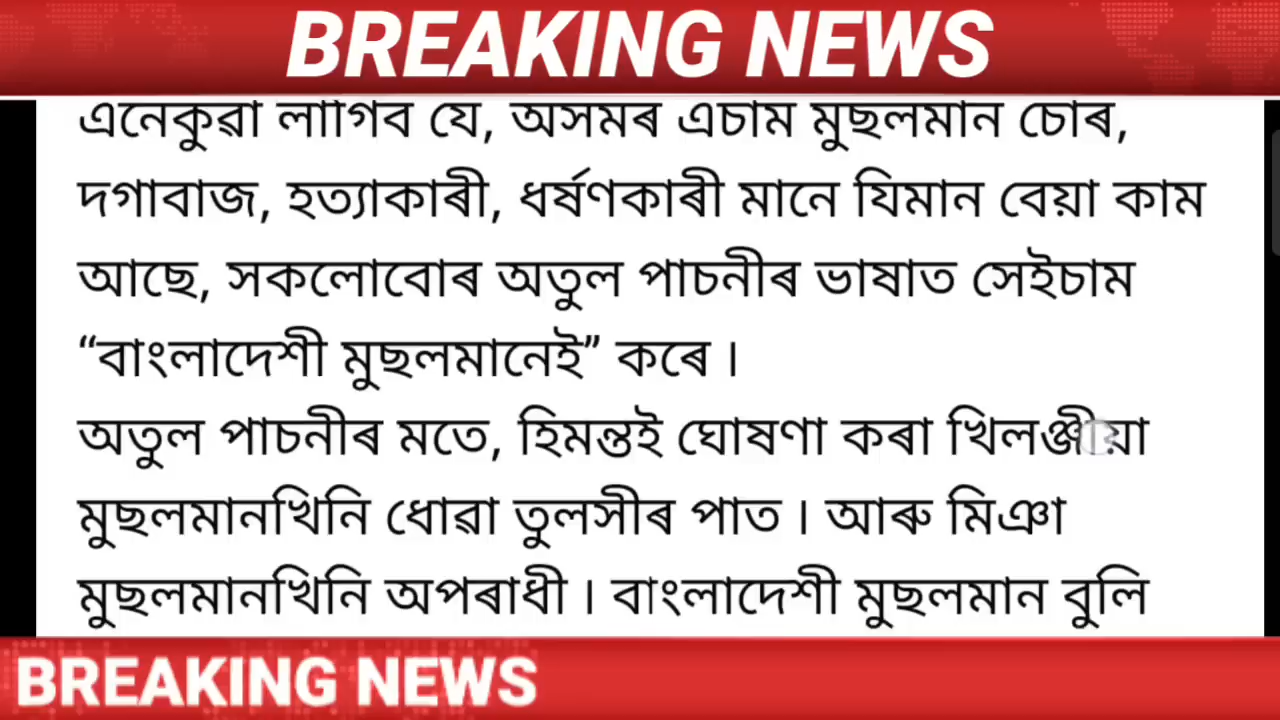 BREAKING NEWS
এনেকুৱা লাগিব যে, অসমৰ এচাম মুছলমান চোৰ,
দগাবাজ, হত্যাকাৰী, ধৰ্ষণকাৰী মানে যিমান বেয়া কাম
আছে, সকলোবোৰ অতুল পাচনীৰ ভাষাত সেইচাম
“বাংলাদেশী মুছলমানেই” কৰে ।
অতুল পাচনীৰ মতে, হিমন্তই ঘোষণা কৰা খিলঞ্জীয়া
মুছলমানখিনি ধোৱা তুলসীৰ পাত । আৰু মিঞা
মুছলমানখিনি অপৰাধী । বাংলাদেশী মুছলমান বুলি
BREAKING NEWS